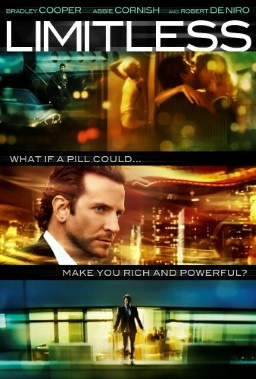 BRADLEY COOPER ABBIE CORNISH AND ROBERT DE NIRO
LIMITLESS
WHAT IF A PILL COULD...
MAKE YOU RICH AND POWERFUL?